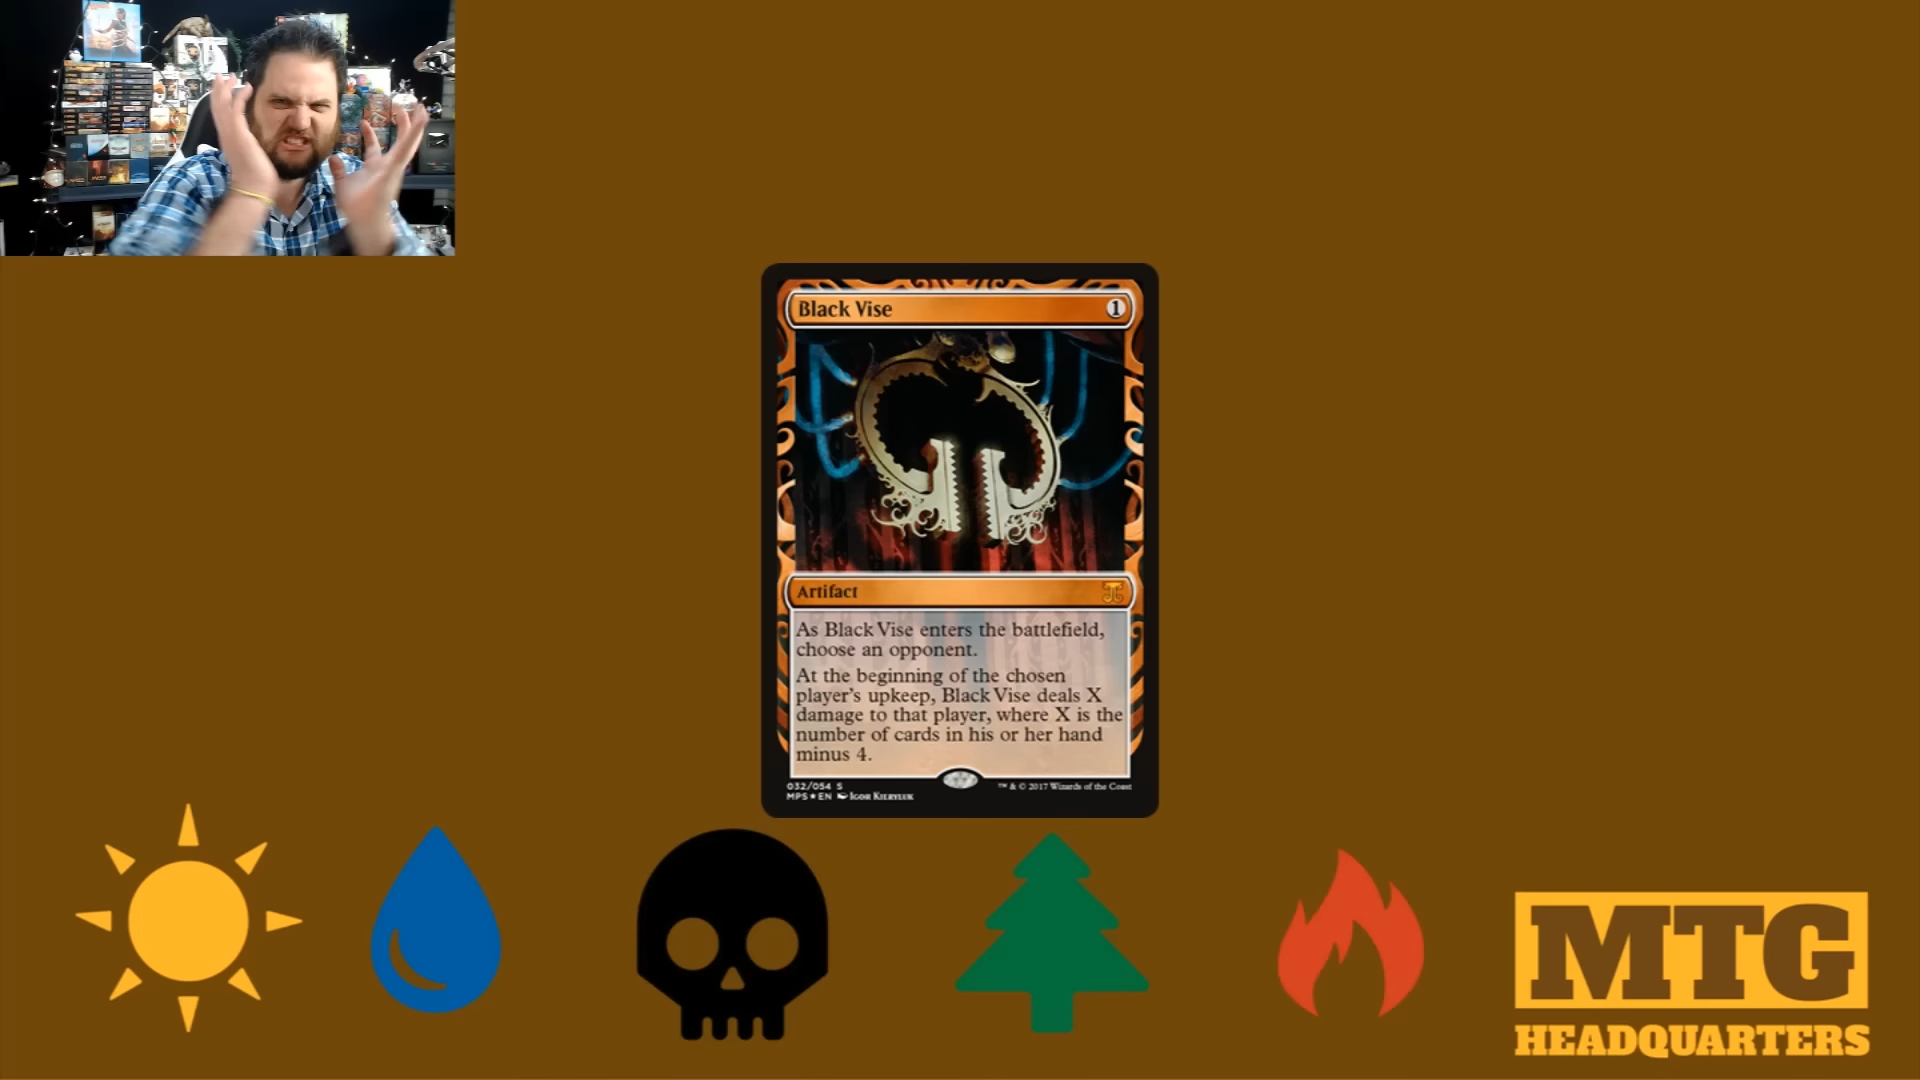 Black Vise 1
Artifact
As Black Vise enters the battlefield,
choose an opponent.
At the beginning of the chosen
player's upkeep, Black Vise deals X
damage to that player, where X is the
number of cards in his or her hand
minus 4.
032/054 S
MPS★EN Igor Kieryluk
™ & © 2017 Wizards of the Coast
MTG
HEADQUARTERS